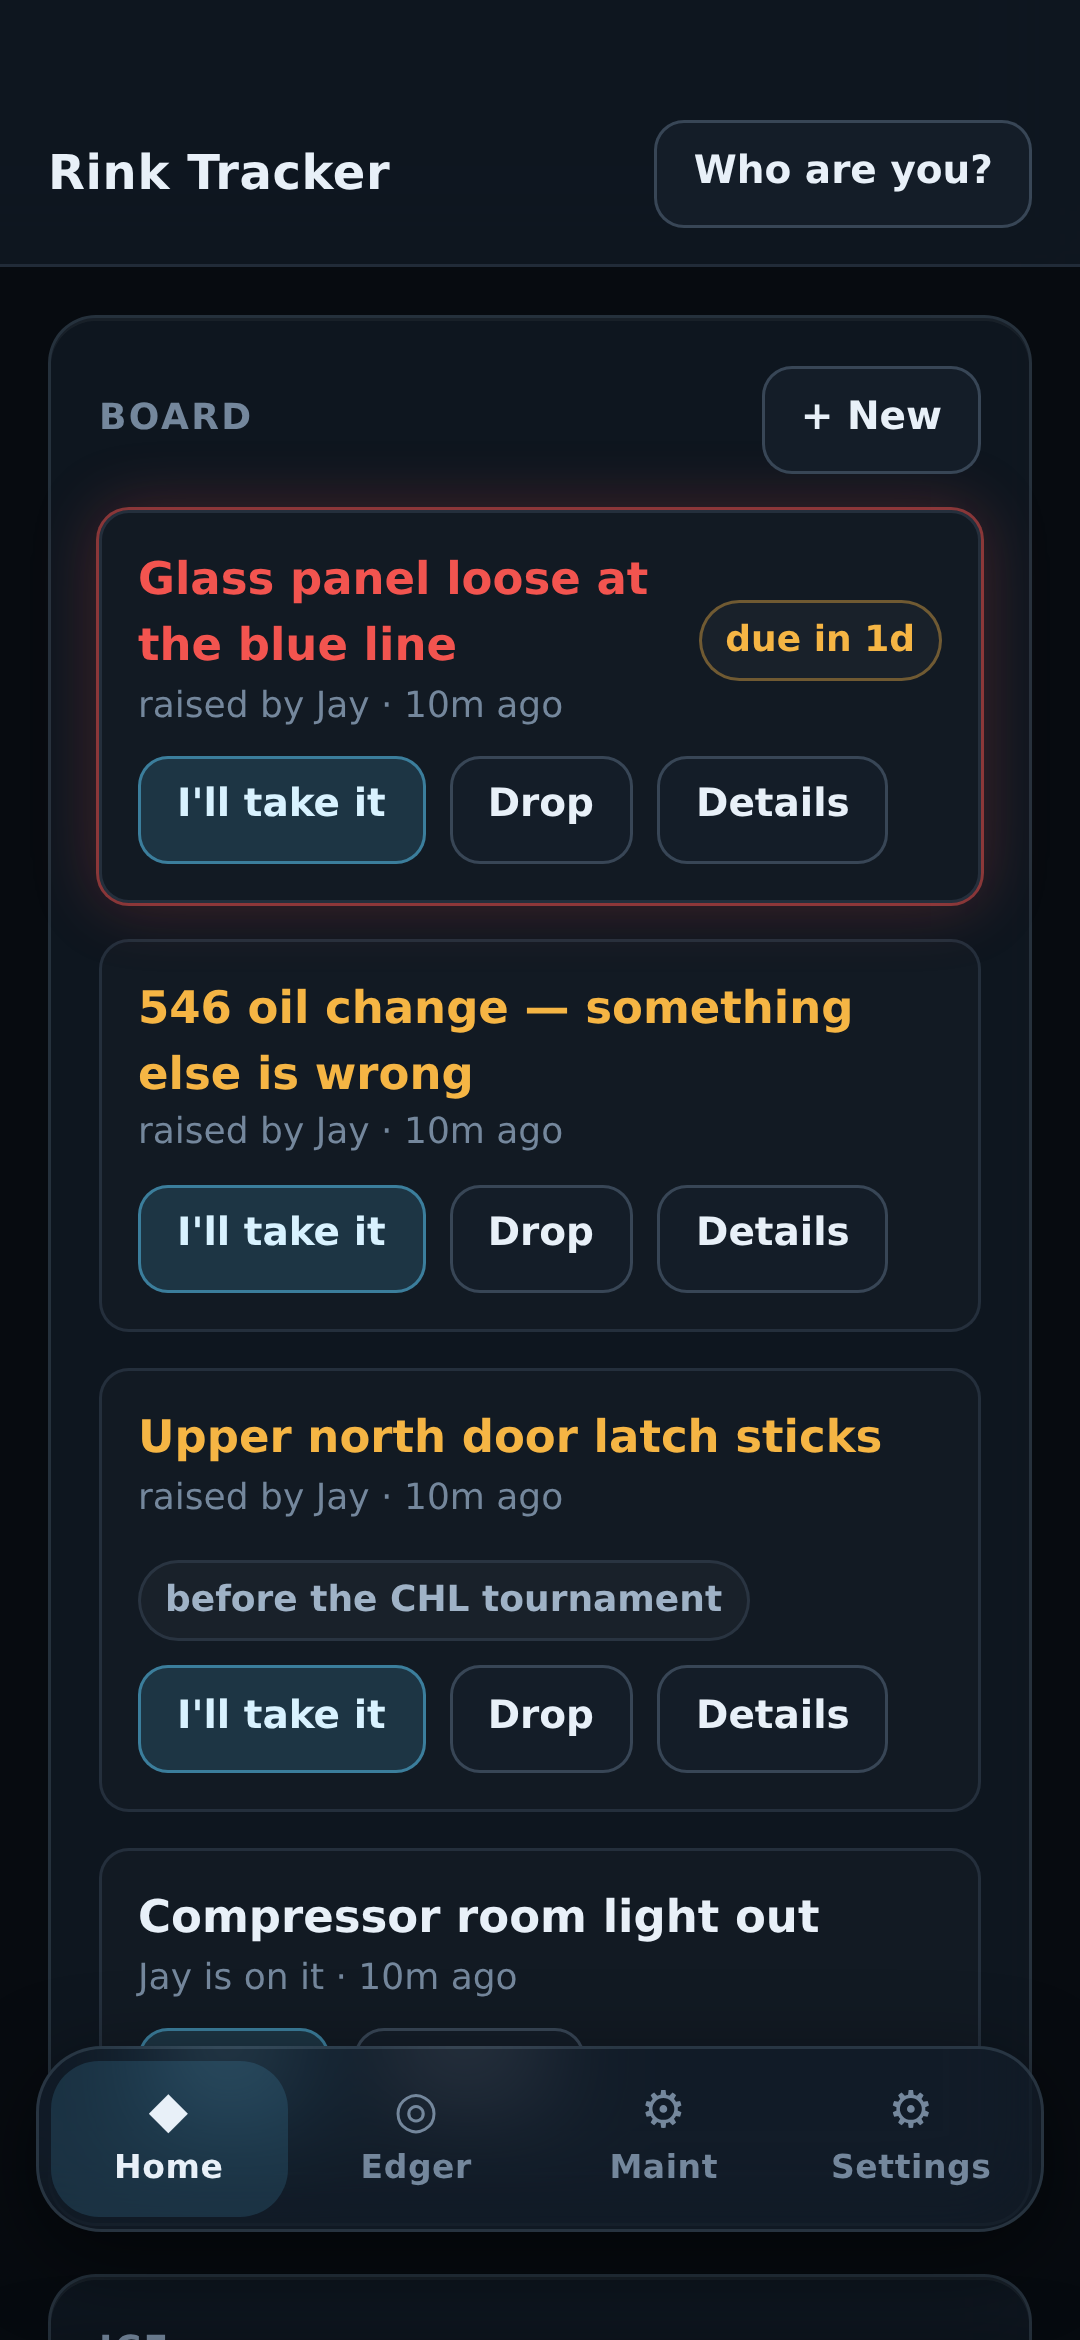 Rink Tracker
Who are you?
BOARD
+ New
Glass panel loose at
the blue line
due in 1d
raised by Jay · 10m ago
I'll take it
Drop
Details
546 oil change — something
else is wrong
raised by Jay · 10m ago
I'll take it
Drop
Details
Upper north door latch sticks
raised by Jay · 10m ago
before the CHL tournament
I'll take it
Drop
Details
Compressor room light out
Jay is on it · 10m ago
Home
Edger
Maint
Settings